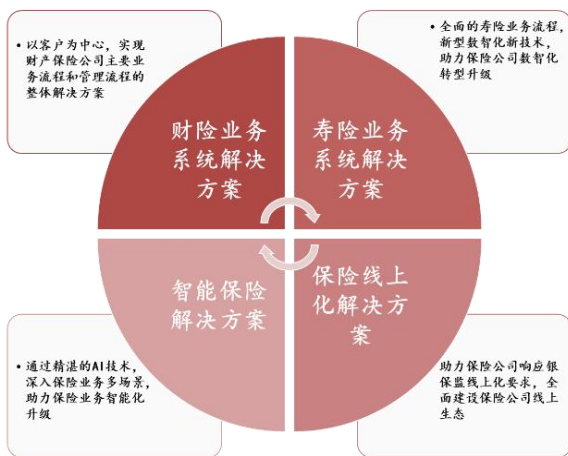 • 以客户为中心，实现
财产保险公司主要业
务流程和管理流程的
整体解决方案
• 全面的寿险业务流程，
新型数智化新技术，
助力保险公司数智化
转型升级
财险业务
系统解决
方案
寿险业务
系统解决
方案
智能保险
解决方案
保险线上
化解决方
案
• 通过精湛的AI技术，
深入保险业务多场景，
助力保险业务智能化
升级
助力保险公司响应银
保监线上化要求，全
面建设保险公司线上
生态